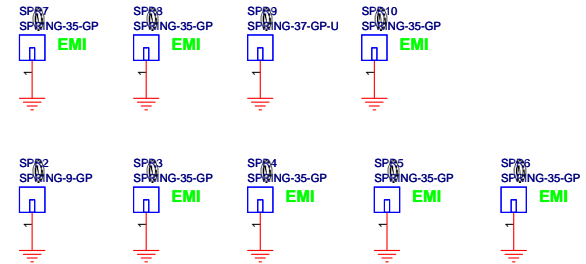 SPR7 SPR8 SPR9 SPR10
SPRING-35-GP SPRING-35-GP SPRING-37-GP-U SPRING-35-GP
EMI EMI EMI
1 1 1 1
SPR2 SPR3 SPR4 SPR5 SPR6
SPRING-9-GP SPRING-35-GP SPRING-35-GP SPRING-35-GP SPRING-35-GP
EMI EMI EMI EMI
1 1 1 1 1